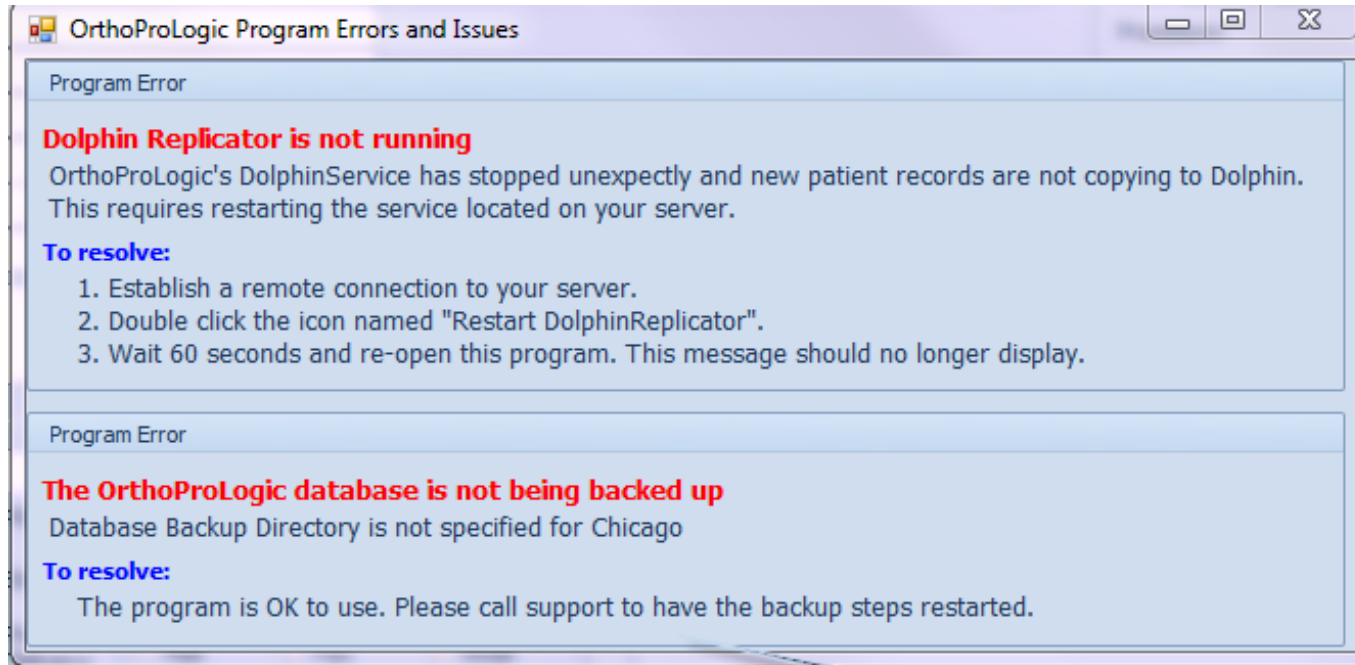 OrthoProLogic Program Errors and Issues
Program Error
Dolphin Replicator is not running
OrthoProLogic's DolphinService has stopped unexpectly and new patient records are not copying to Dolphin.
This requires restarting the service located on your server.
To resolve:
1. Establish a remote connection to your server.
2. Double click the icon named "Restart DolphinReplicator".
3. Wait 60 seconds and re-open this program. This message should no longer display.
Program Error
The OrthoProLogic database is not being backed up
Database Backup Directory is not specified for Chicago
To resolve:
The program is OK to use. Please call support to have the backup steps restarted.